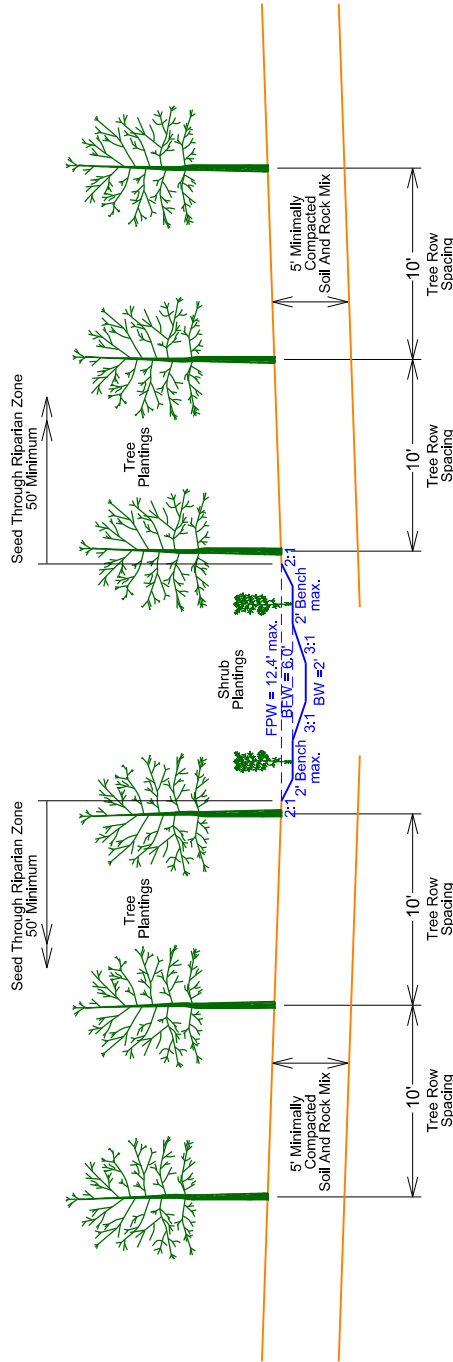 Seed Through Riparian Zone
50' Minimum
Seed Through Riparian Zone
50' Minimum
Tree
Plantings
Shrub
Plantings
Tree
Plantings
FPW = 12.4' max.
BFW = 6.0'
2:1
2' Bench
max.
3:1
BW =2'
3:1
2' Bench
max.
2:1
5' Minimally
Compacted
Soil And Rock Mix
5' Minimally
Compacted
Soil And Rock Mix
10'
Tree Row
Spacing
10'
Tree Row
Spacing
10'
Tree Row
Spacing
10'
Tree Row
Spacing